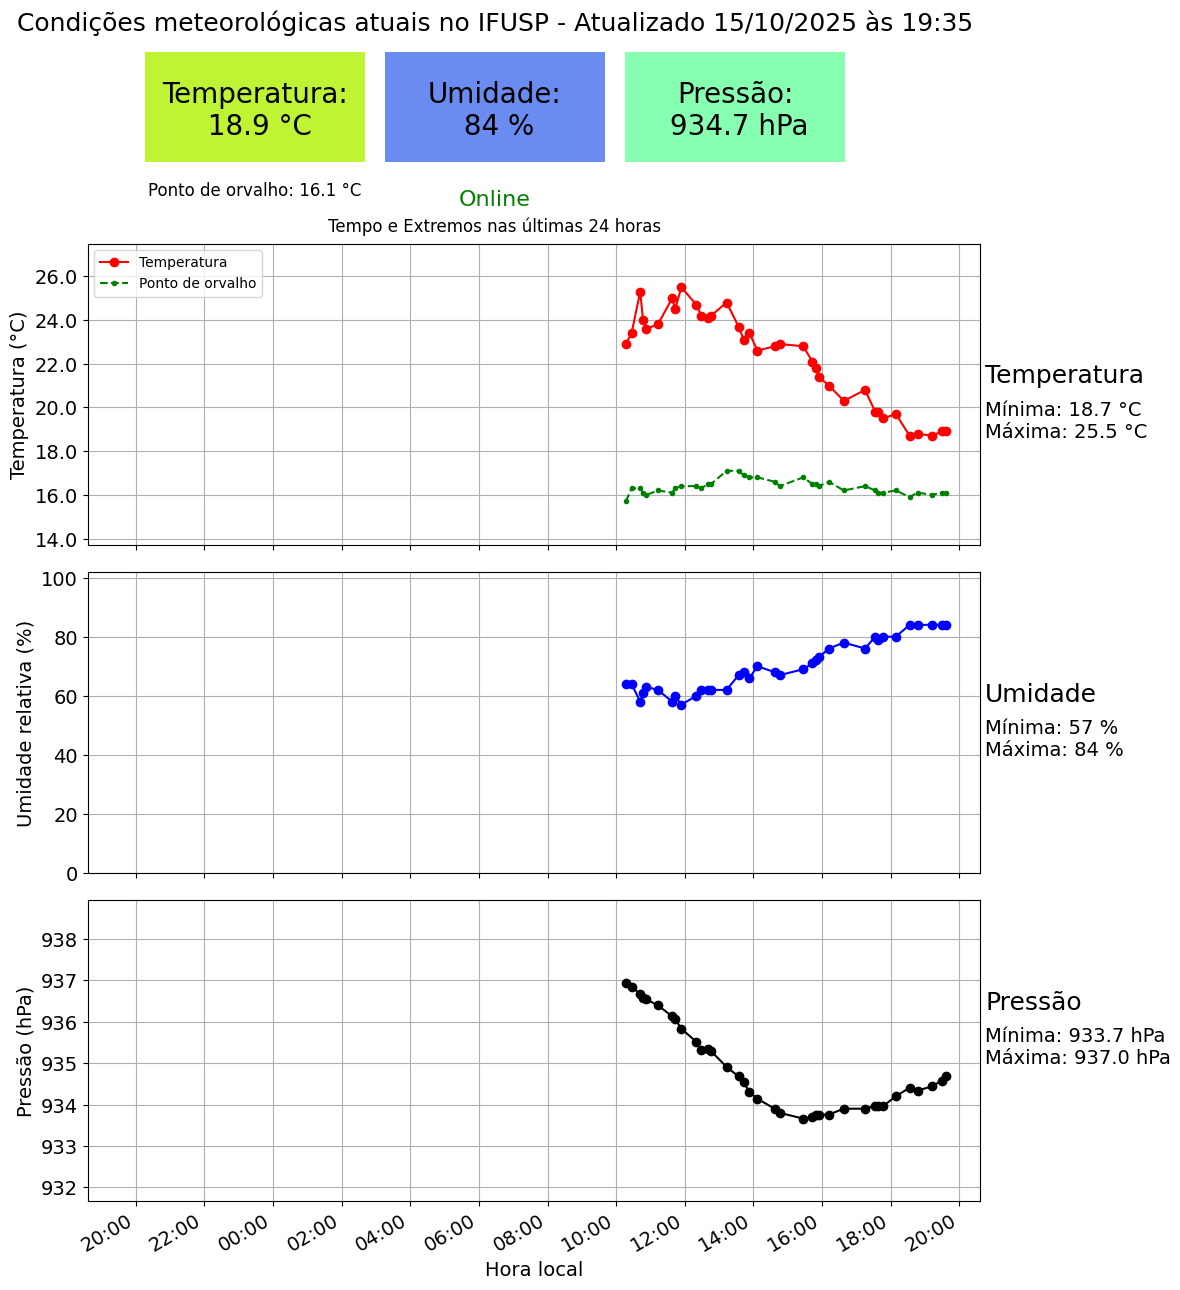 Condições meteorológicas atuais no IFUSP - Atualizado 15/10/2025 às 19:35
Temperatura:
18.9 °C
Umidade:
84 %
Pressão:
934.7 hPa
Ponto de orvalho: 16.1 °C
Online
Tempo e Extremos nas últimas 24 horas
Temperatura
Ponto de orvalho
Temperatura (°C)
26.0
24.0
22.0
20.0
18.0
16.0
14.0
Temperatura
Mínima: 18.7 °C
Máxima: 25.5 °C
Umidade relativa (%)
100
80
60
40
20
0
Umidade
Mínima: 57 %
Máxima: 84 %
Pressão (hPa)
938
937
936
935
934
933
932
Pressão
Mínima: 933.7 hPa
Máxima: 937.0 hPa
20:00 22:00 00:00 02:00 04:00 06:00 08:00 10:00 12:00 14:00 16:00 18:00 20:00
Hora local